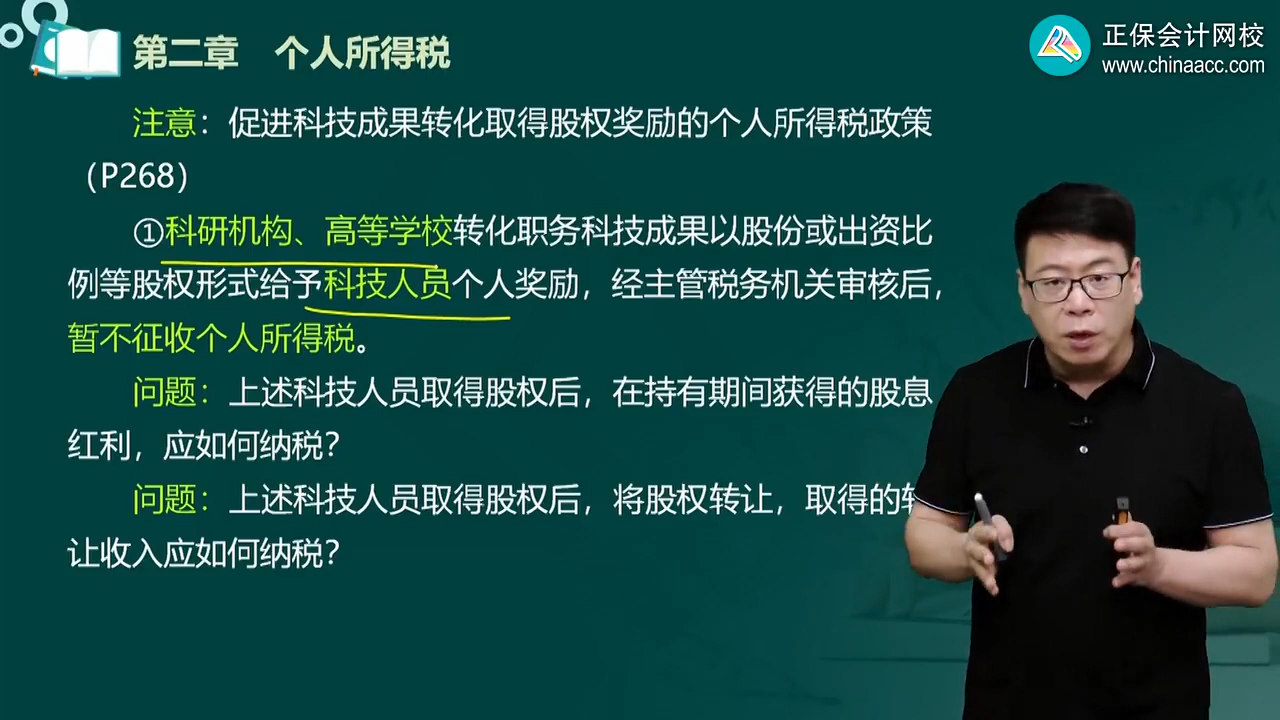 第二章 个人所得税
正保会计网校
www.chinaacc.com
注意：促进科技成果转化取得股权奖励的个人所得税政策
（P268）
①科研机构、高等学校转化职务科技成果以股份或出资比
例等股权形式给予科技人员个人奖励，经主管税务机关审核后，
暂不征收个人所得税。
问题：上述科技人员取得股权后，在持有期间获得的股息
红利，应如何纳税？
问题：上述科技人员取得股权后，将股权转让，取得的
让收入应如何纳税？